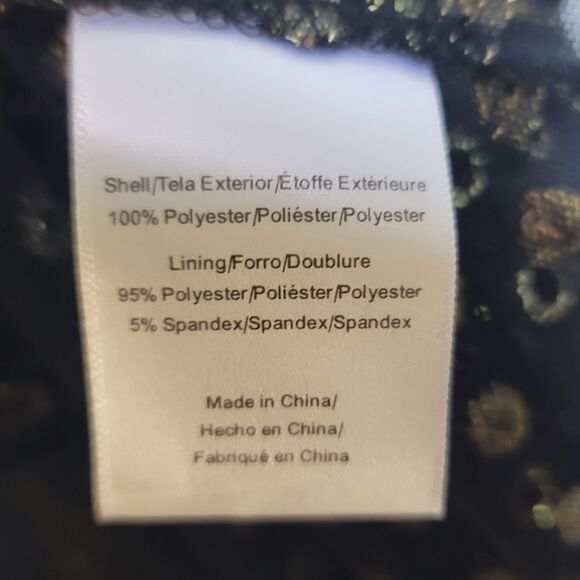 Shell/Tela Exterior/Étoffe Extérieure
100% Polyester/Poliéster/Polyester
Lining/Forro/Doublure
95% Polyester/Poliéster/Polyester
5% Spandex/Spandex/Spandex
Made in China/
Hecho en China/
Fabriqué en China